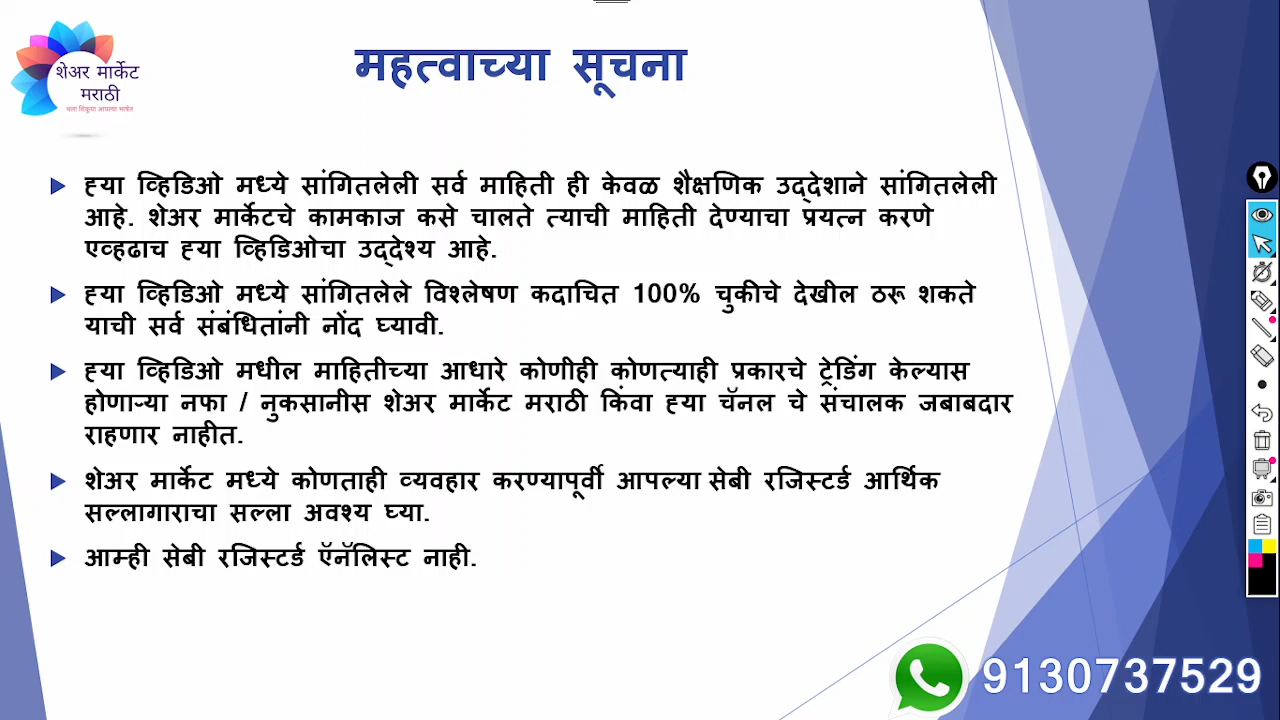 शेअर मार्केट
मराठी
चला शिकूया आपल्या भाषेत
महत्वाच्या सूचना
ह्या व्हिडिओ मध्ये सांगितलेली सर्व माहिती ही केवळ शैक्षणिक उद्देशाने सांगितलेली
आहे. शेअर मार्केटचे कामकाज कसे चालते त्याची माहिती देण्याचा प्रयत्न करणे
एव्हढाच ह्या व्हिडिओचा उद्देश्य आहे.
ह्या व्हिडिओ मध्ये सांगितलेले विश्लेषण कदाचित 100% चुकीचे देखील ठरू शकते
याची सर्व संबंधितांनी नोंद घ्यावी.
ह्या व्हिडिओ मधील माहितीच्या आधारे कोणीही कोणत्याही प्रकारचे ट्रेडिंग केल्यास
होणाऱ्या नफा / नुकसानीस शेअर मार्केट मराठी किंवा ह्या चॅनल चे संचालक जबाबदार
राहणार नाहीत.
शेअर मार्केट मध्ये कोणताही व्यवहार करण्यापूर्वी आपल्या सेबी रजिस्टर्ड आर्थिक
सल्लागाराचा सल्ला अवश्य घ्या.
आम्ही सेबी रजिस्टर्ड ऍनॅलिस्ट नाही.
9130737529